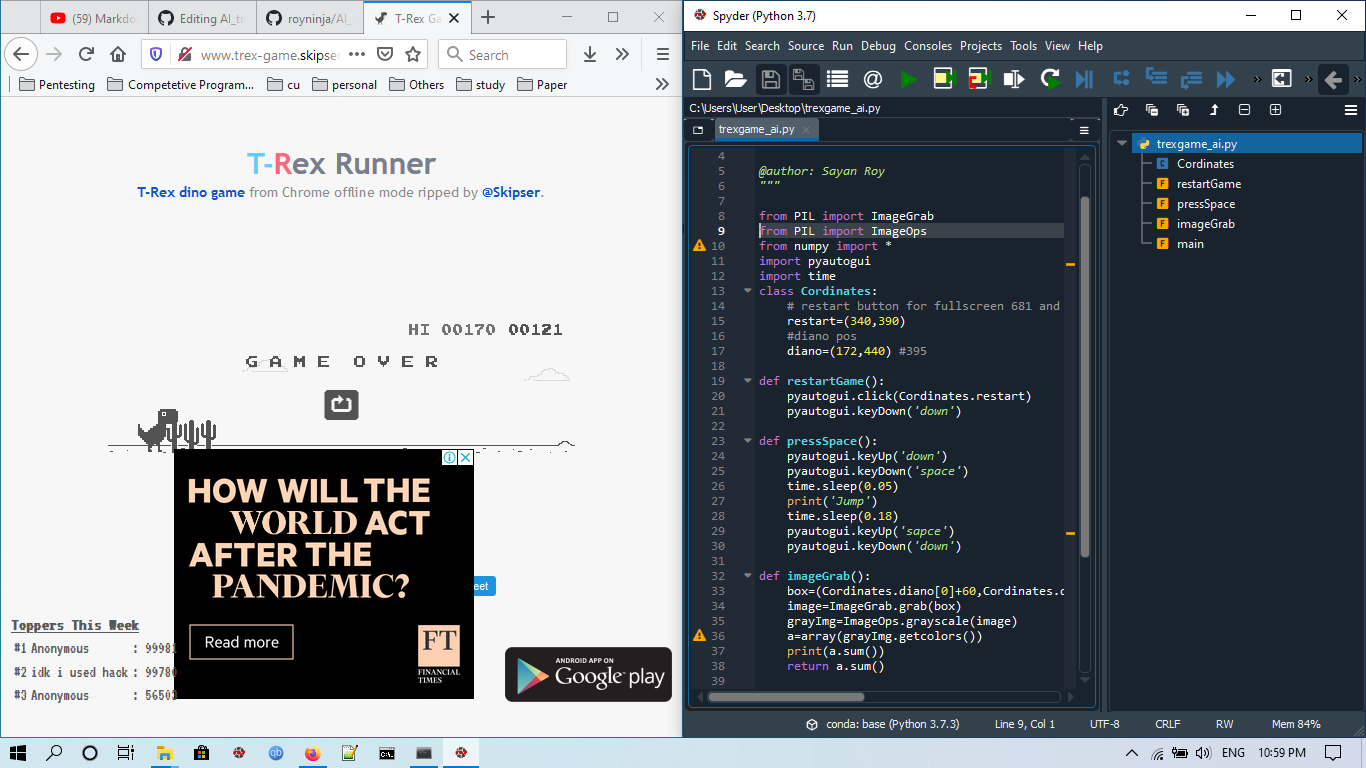 (59) Markdo
Editing AI_tr
royninja/AI_
T-Rex Ga
www.trex-game.skipser
Search
Pentesting
Competetive Program...
cu
personal
Others
study
Paper
T-Rex Runner
T-Rex dino game from Chrome offline mode ripped by @Skipser.
HI 00170 00121
GAME OVER
HOW WILL THE
WORLD ACT
AFTER THE
PANDEMIC?
Read more
FT
FINANCIAL
TIMES
eet
Toppers This Week
#1 Anonymous : 99981
#2 idk i used hack : 99780
#3 Anonymous : 56503
ANDROID APP ON
Google play
Spyder (Python 3.7)
File Edit Search Source Run Debug Consoles Projects Tools View Help
C:\Users\User\Desktop\trexgame_ai.py
trexgame_ai.py
4
5 @author: Sayan Roy
6 """
7
8 from PIL import ImageGrab
9 from PIL import ImageOps
10 from numpy import *
11 import pyautogui
12 import time
13 class Cordinates:
14 # restart button for fullscreen 681 and
15 restart=(340,390)
16 #diano pos
17 diano=(172,440) #395
18
19 def restartGame():
20 pyautogui.click(Cordinates.restart)
21 pyautogui.keyDown('down')
22
23 def pressSpace():
24 pyautogui.keyUp('down')
25 pyautogui.keyDown('space')
26 time.sleep(0.05)
27 print('Jump')
28 time.sleep(0.18)
29 pyautogui.keyUp('sapce')
30 pyautogui.keyDown('down')
31
32 def imageGrab():
33 box=(Cordinates.diano[0]+60,Cordinates.d
34 image=ImageGrab.grab(box)
35 grayImg=ImageOps.grayscale(image)
36 a=array(grayImg.getcolors())
37 print(a.sum())
38 return a.sum()
39
trexgame_ai.py
C Cordinates
F restartGame
F pressSpace
F imageGrab
F main
conda: base (Python 3.7.3)
Line 9, Col 1
UTF-8
CRLF
RW
Mem 84%
ENG
10:59 PM